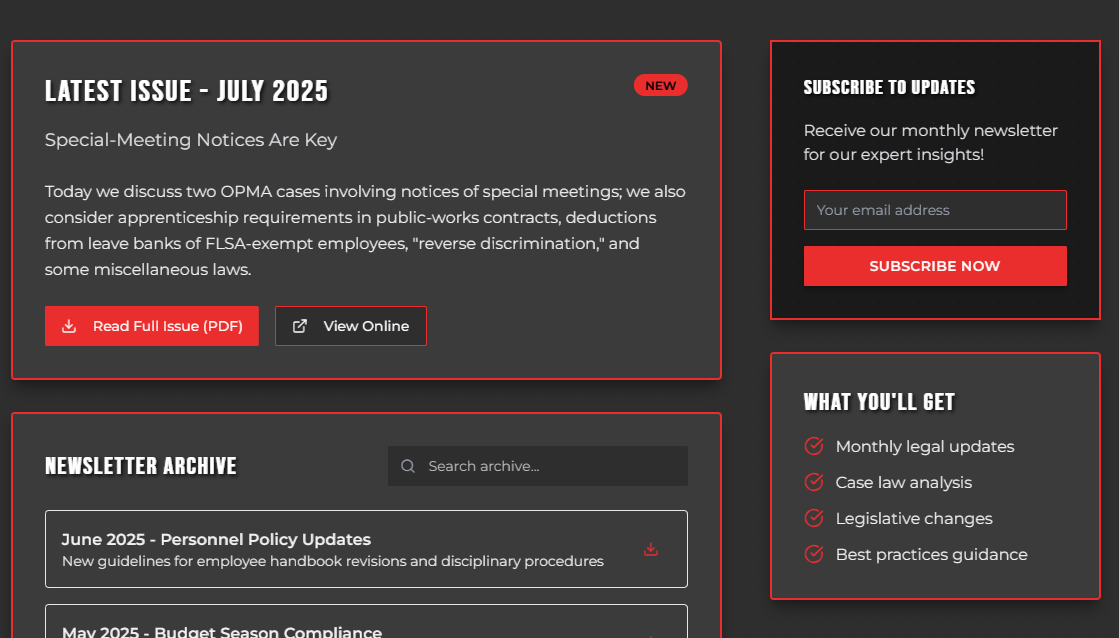 LATEST ISSUE - JULY 2025
NEW
Special-Meeting Notices Are Key
Today we discuss two OPMA cases involving notices of special meetings; we also
consider apprenticeship requirements in public-works contracts, deductions
from leave banks of FLSA-exempt employees, "reverse discrimination," and
some miscellaneous laws.
Read Full Issue (PDF)
View Online
NEWSLETTER ARCHIVE
Search archive...
June 2025 - Personnel Policy Updates
New guidelines for employee handbook revisions and disciplinary procedures
May 2025 - Budget Season Compliance
SUBSCRIBE TO UPDATES
Receive our monthly newsletter
for our expert insights!
Your email address
SUBSCRIBE NOW
WHAT YOU'LL GET
Monthly legal updates
Case law analysis
Legislative changes
Best practices guidance